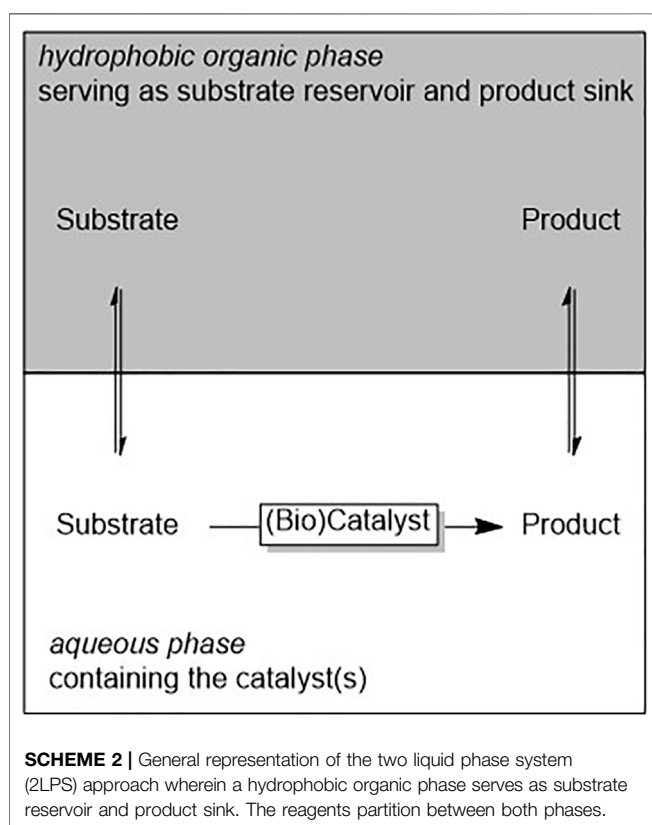 hydrophobic organic phase
serving as substrate reservoir and product sink
Substrate
Product
Substrate
(Bio)Catalyst
Product
aqueous phase
containing the catalyst(s)
SCHEME 2 | General representation of the two liquid phase system
(2LPS) approach wherein a hydrophobic organic phase serves as substrate
reservoir and product sink. The reagents partition between both phases.